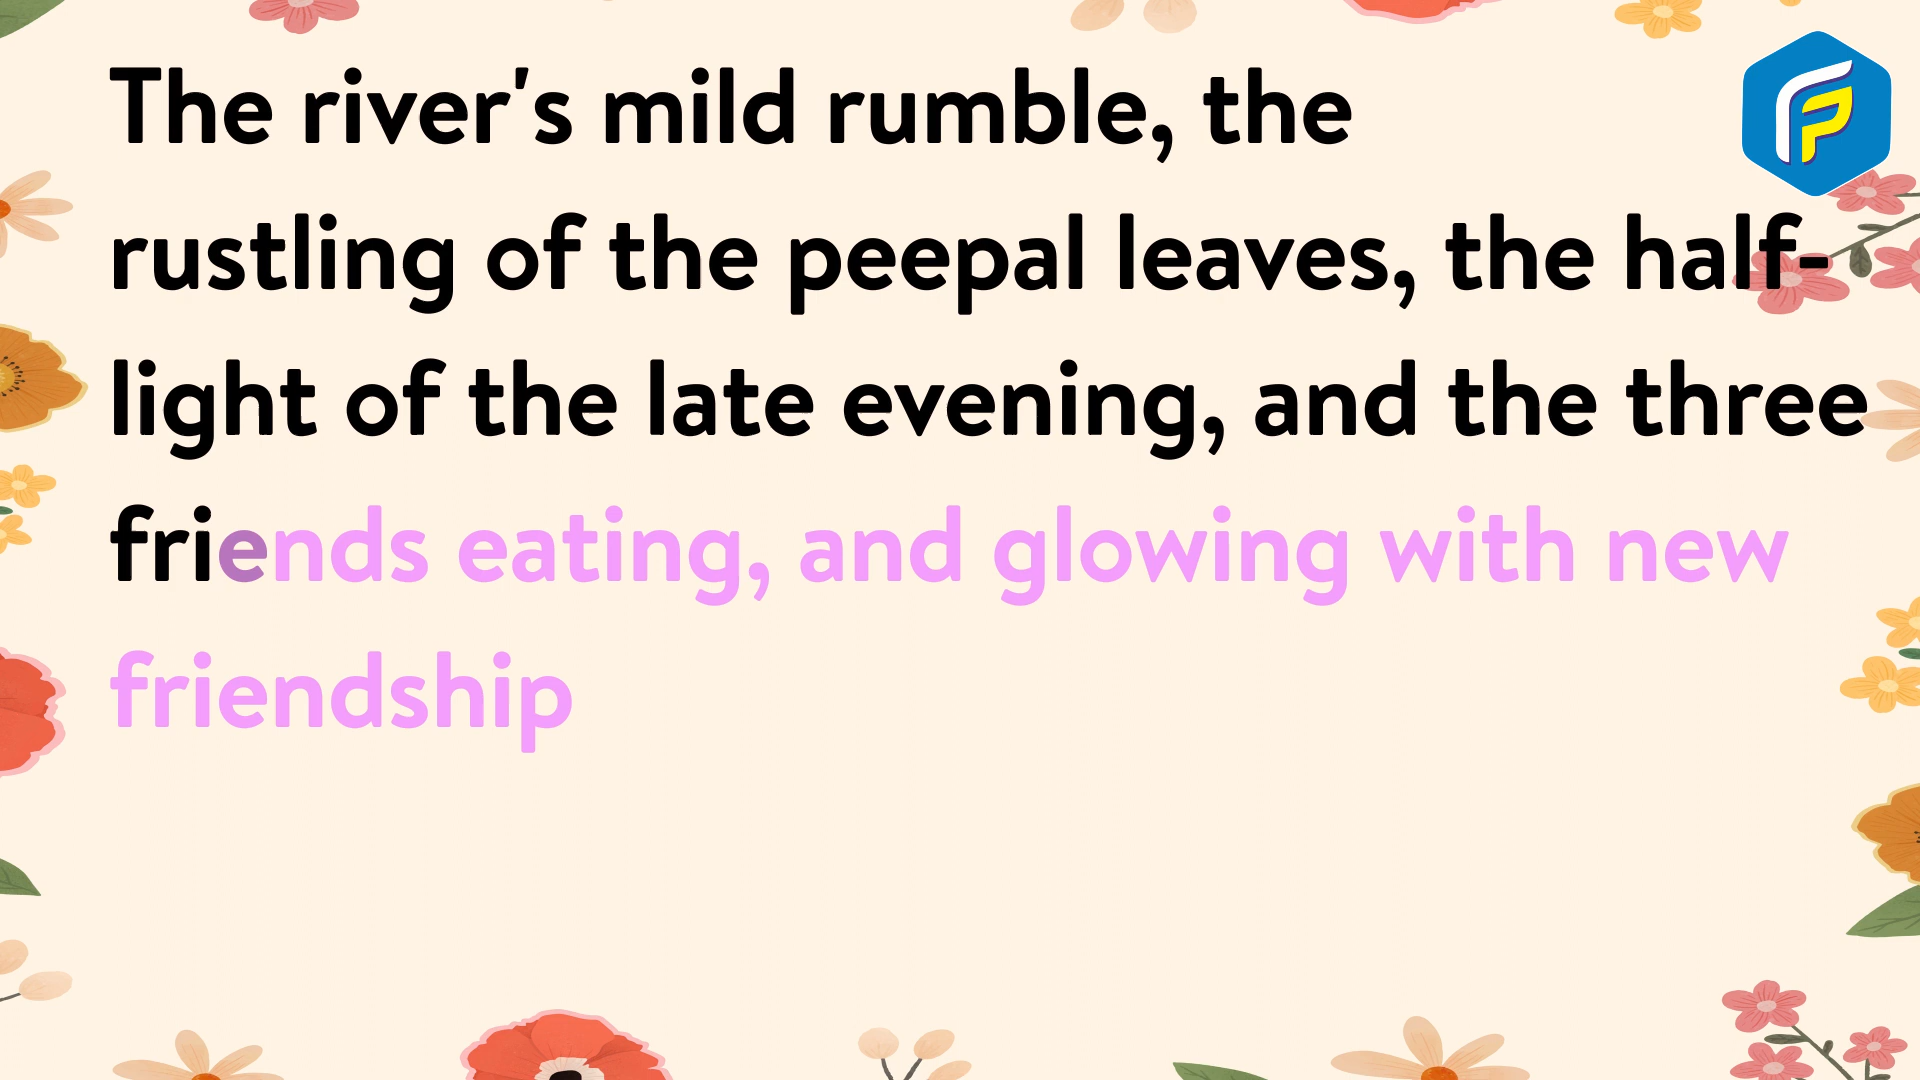 The river's mild rumble, the
rustling of the peepal leaves, the half-
light of the late evening, and the three
friends eating, and glowing with new
friendship